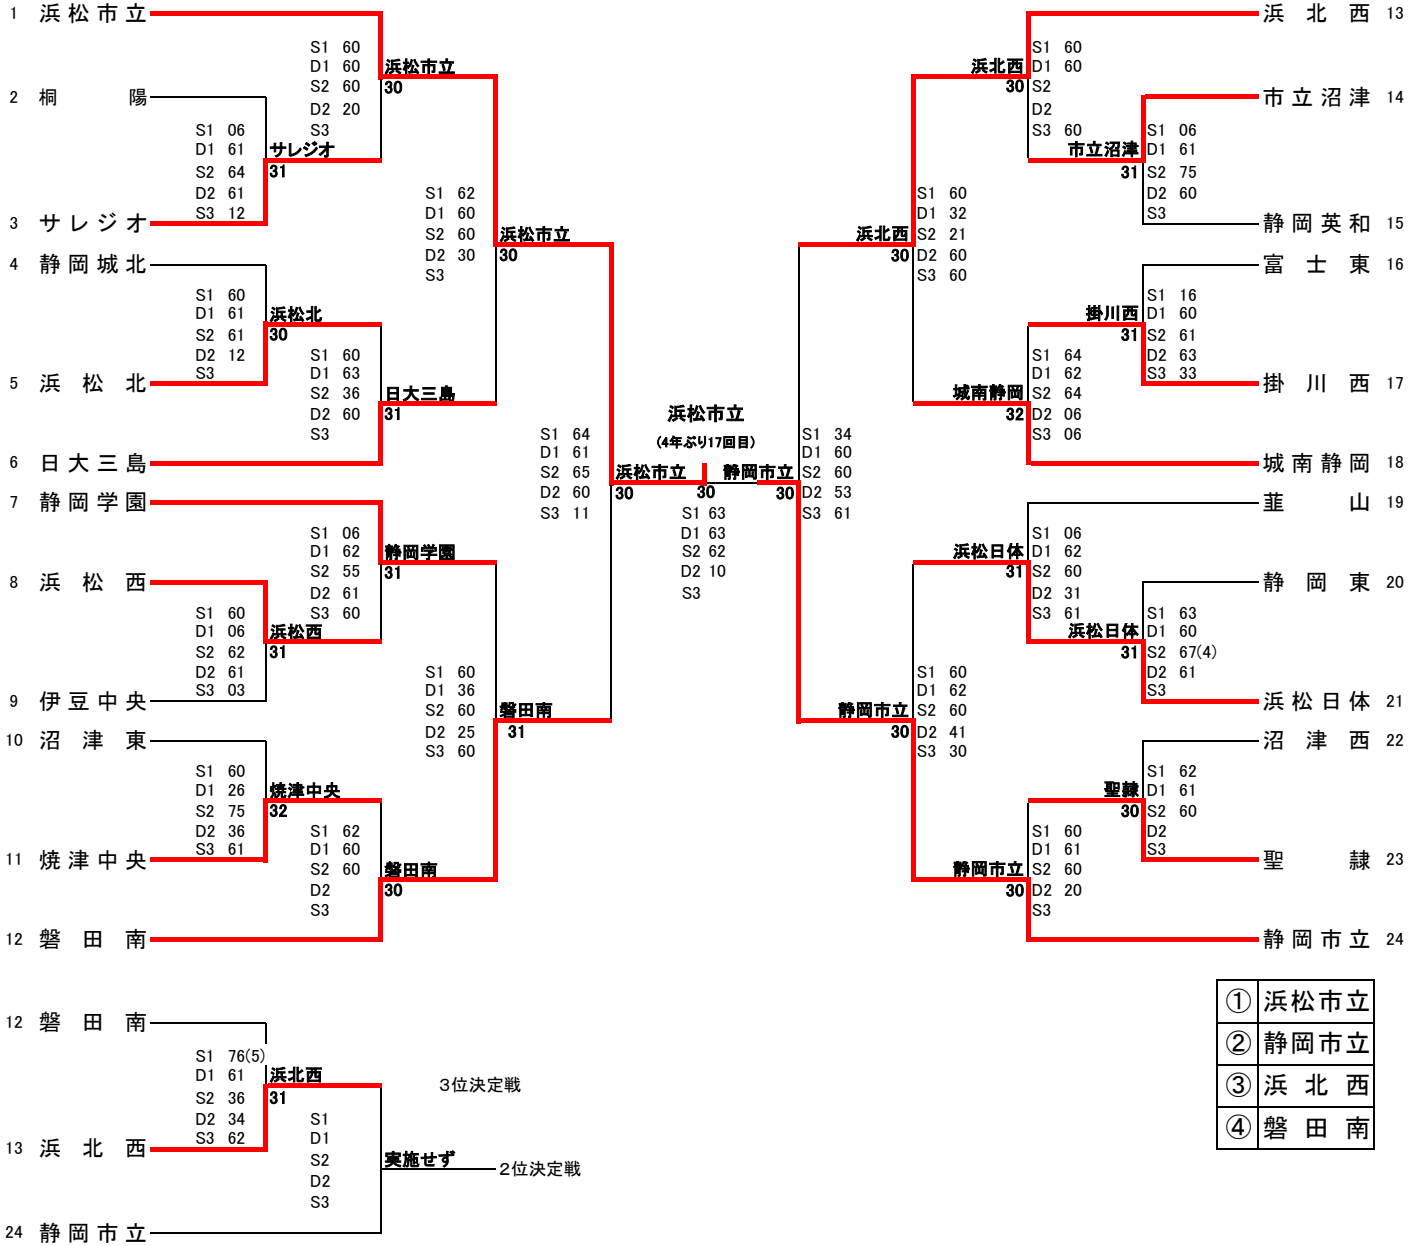 1 浜松市立
S1 60
D1 60
S2 60
D2 20
S3
浜松市立
30
2 桐陽
S1 06
D1 61
S2 64
D2 61
S3 12
サレジオ
31
3 サレジオ
S1 62
D1 60
S2 60
D2 30
S3
浜松市立
30
4 静岡城北
S1 60
D1 61
S2 61
D2 12
S3
浜松北
30
5 浜松北
S1 60
D1 63
S2 36
D2 60
S3
日大三島
31
6 日大三島
S1 64
D1 61
S2 65
D2 60
S3 11
浜松市立
30
7 静岡学園
S1 06
D1 62
S2 55
D2 61
S3 60
静岡学園
31
8 浜松西
S1 60
D1 06
S2 62
D2 61
S3 03
浜松西
31
9 伊豆中央
S1 60
D1 36
S2 60
D2 25
S3 60
磐田南
31
10 沼津東
S1 60
D1 26
S2 75
D2 36
S3 61
焼津中央
32
11 焼津中央
S1 62
D1 60
S2 60
D2
S3
磐田南
30
12 磐田南
浜松市立
(4年ぶり17回目)
30
S1 63
D1 63
S2 62
D2 10
S3
浜北西 13
浜北西
30
S1 60
D1 60
S2
D2
S3 60
市立沼津 14
市立沼津
31
S1 06
D1 61
S2 75
D2 60
S3
静岡英和 15
浜北西
30
S1 60
D1 32
S2 21
D2 60
S3 60
富士東 16
掛川西
31
S1 16
D1 60
S2 61
D2 63
S3 33
掛川西 17
城南静岡
32
S1 64
D1 62
S2 64
D2 06
S3 06
城南静岡 18
静岡市立
30
S1 34
D1 60
S2 60
D2 53
S3 61
韮山 19
浜松日体
31
S1 06
D1 62
S2 60
D2 31
S3 61
静岡東 20
浜松日体
31
S1 63
D1 60
S2 67(4)
D2 61
S3
浜松日体 21
静岡市立
30
S1 60
D1 62
S2 60
D2 41
S3 30
沼津西 22
聖隷
30
S1 62
D1 61
S2 60
D2
S3
聖隷 23
静岡市立
30
S1 60
D1 61
S2 60
D2 20
S3
静岡市立 24
① 浜松市立
② 静岡市立
③ 浜北西
④ 磐田南
12 磐田南
S1 76(5)
D1 61
S2 36
D2 34
S3 62
浜北西
31
3位決定戦
13 浜北西
S1
D1
S2
D2
S3
実施せず
2位決定戦
24 静岡市立